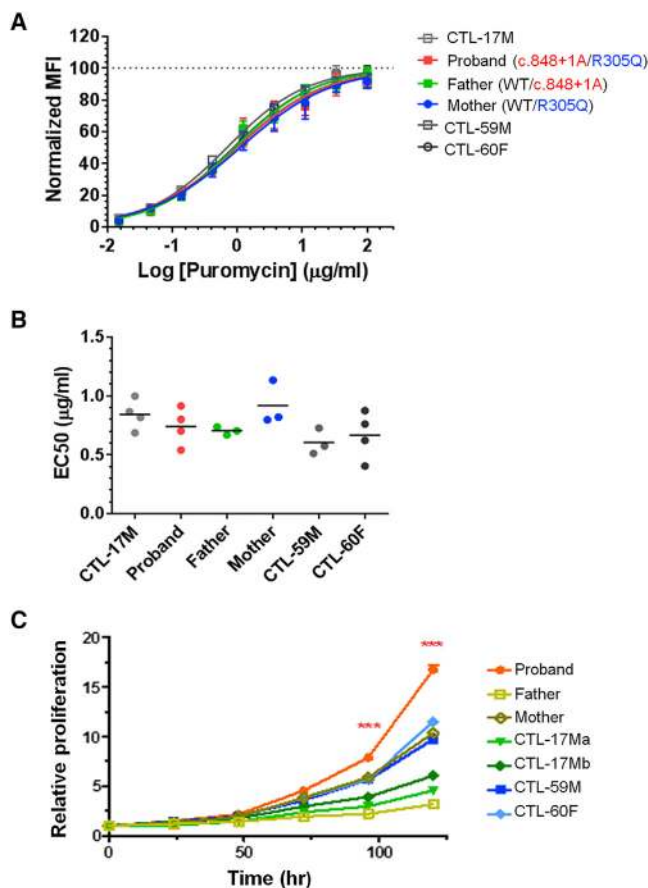 A
Normalized MFI
120
100
80
60
40
20
0
-2
-1
0
1
2
Log [Puromycin] (µg/ml)
CTL-17M
Proband (c.848+1A/R305Q)
Father (WT/c.848+1A)
Mother (WT/R305Q)
CTL-59M
CTL-60F
B
EC50 (µg/ml)
1.5
1.0
0.5
0.0
CTL-17M
Proband
Father
Mother
CTL-59M
CTL-60F
C
Relative proliferation
20
15
10
5
0
***
***
0
50
100
Time (hr)
Proband
Father
Mother
CTL-17Ma
CTL-17Mb
CTL-59M
CTL-60F